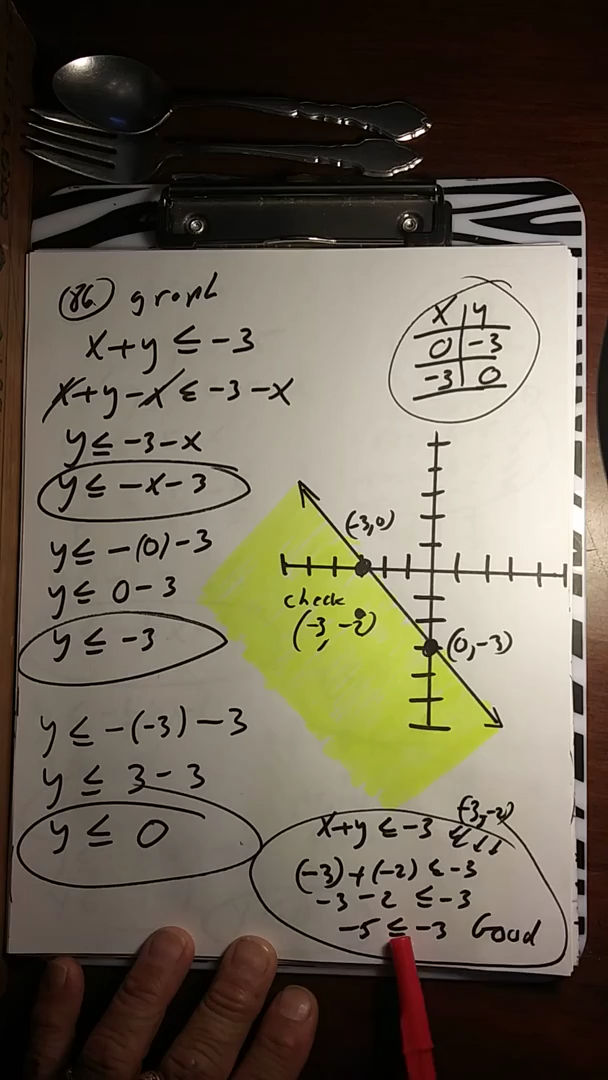 86. graph
x + y ≤ -3
x + y - x ≤ -3 - x
y ≤ -3 - x
y ≤ -x - 3
y ≤ -(0) - 3
y ≤ 0 - 3
y ≤ -3
y ≤ -(-3) - 3
y ≤ 3 - 3
y ≤ 0
x | y
0 | -3
-3 | 0
(-3,0)
check
(-3, -2)
(0,-3)
(-3,-2)
x + y ≤ -3
(-3) + (-2) ≤ -3
-3 - 2 ≤ -3
-5 ≤ -3 Good